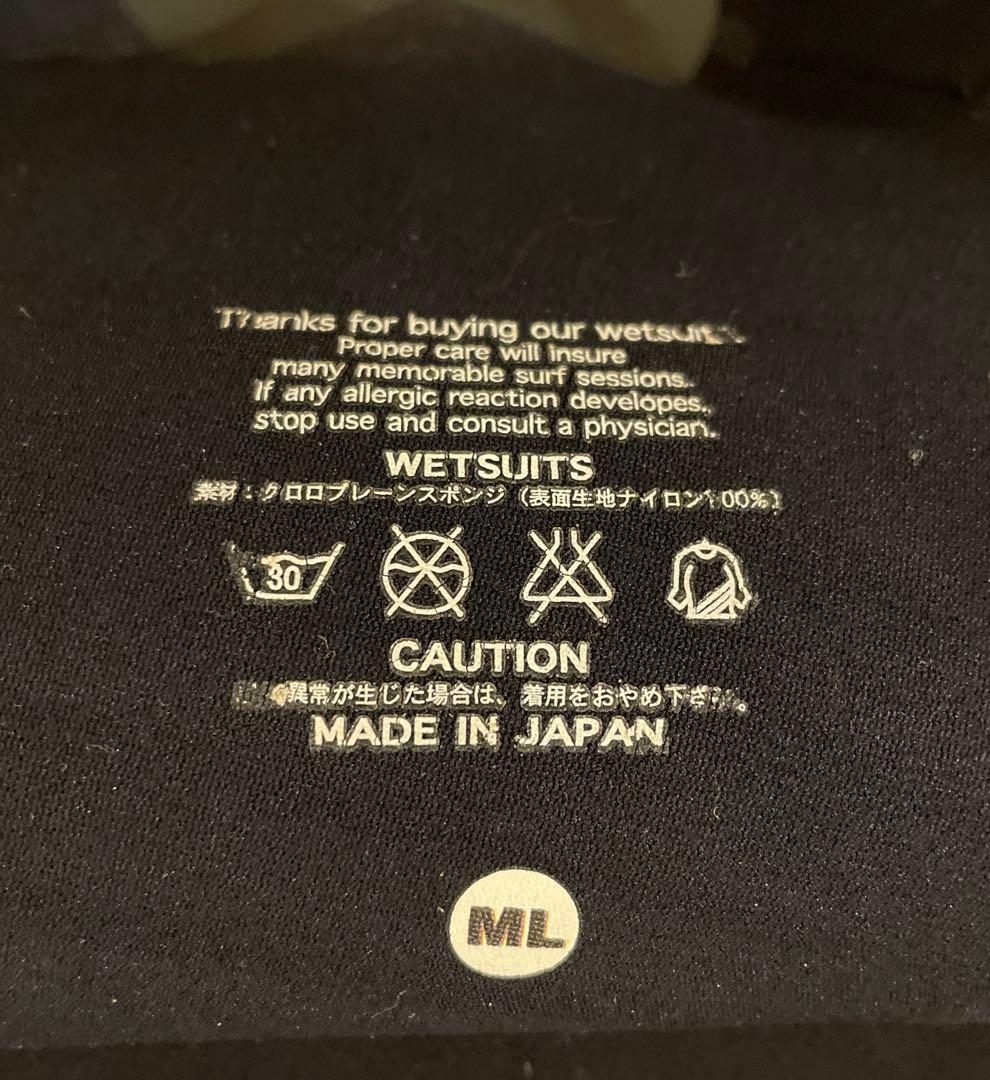 Thanks for buying our wetsuit
Proper care will insure
many memorable surf sessions.
If any allergic reaction developes.
stop use and consult a physician.
WETSUITS
素材：クロロプレーンスポンジ（表面生地ナイロン100%）
30
CAUTION
異常が生じた場合は、着用をおやめ下さい。
MADE IN JAPAN
ML